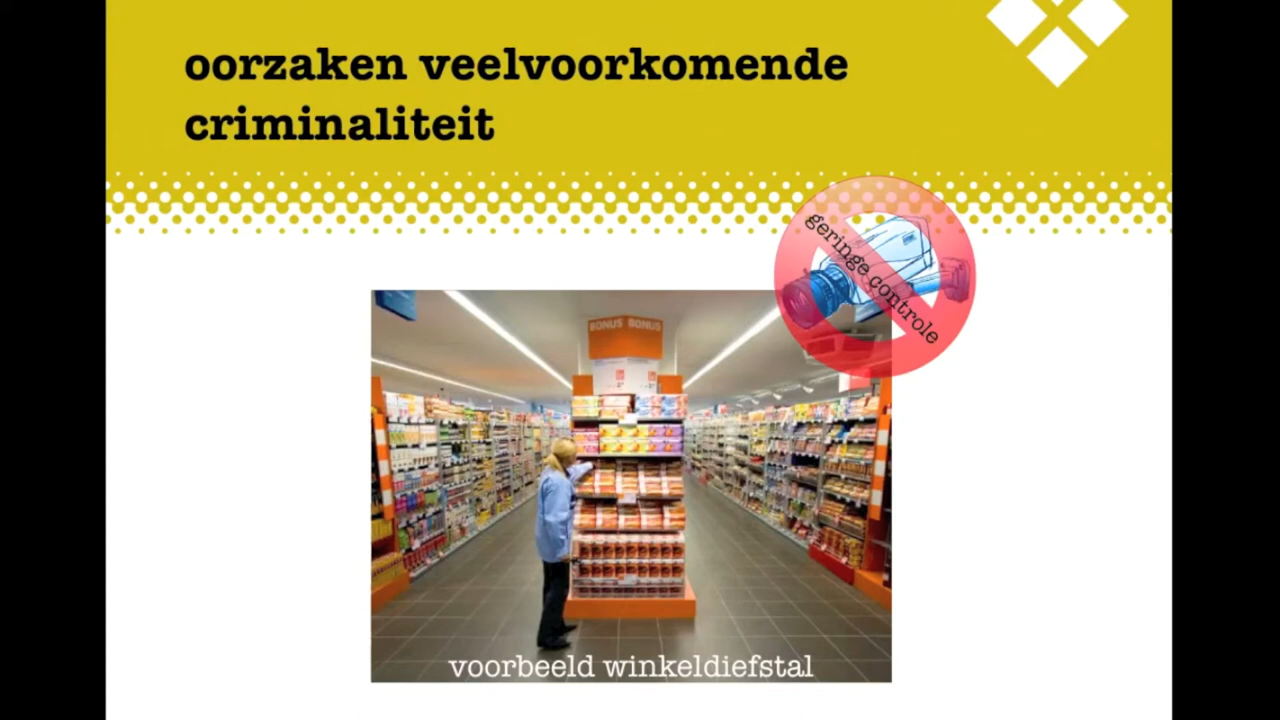 oorzaken veelvoorkomende
criminaliteit
geringe controle
BONUS BONUS
voorbeeld winkeldiefstal